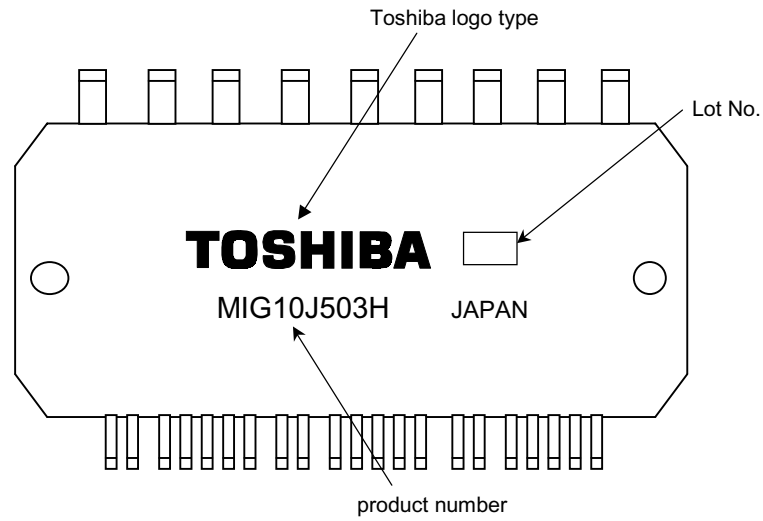 Toshiba logo type
Lot No.
TOSHIBA
MIG10J503H JAPAN
product number